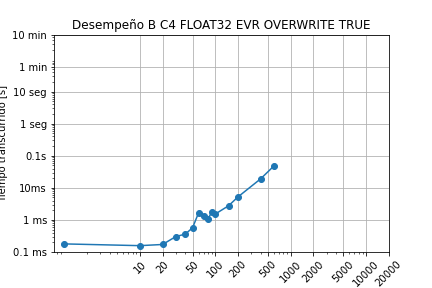 Desempeño B C4 FLOAT32 EVR OVERWRITE TRUE
10 min
1 min
10 seg
1 seg
0.1s
10ms
1 ms
0.1 ms
transcurrido [s]
10
20
50
100
200
500
1000
2000
5000
10000
20000